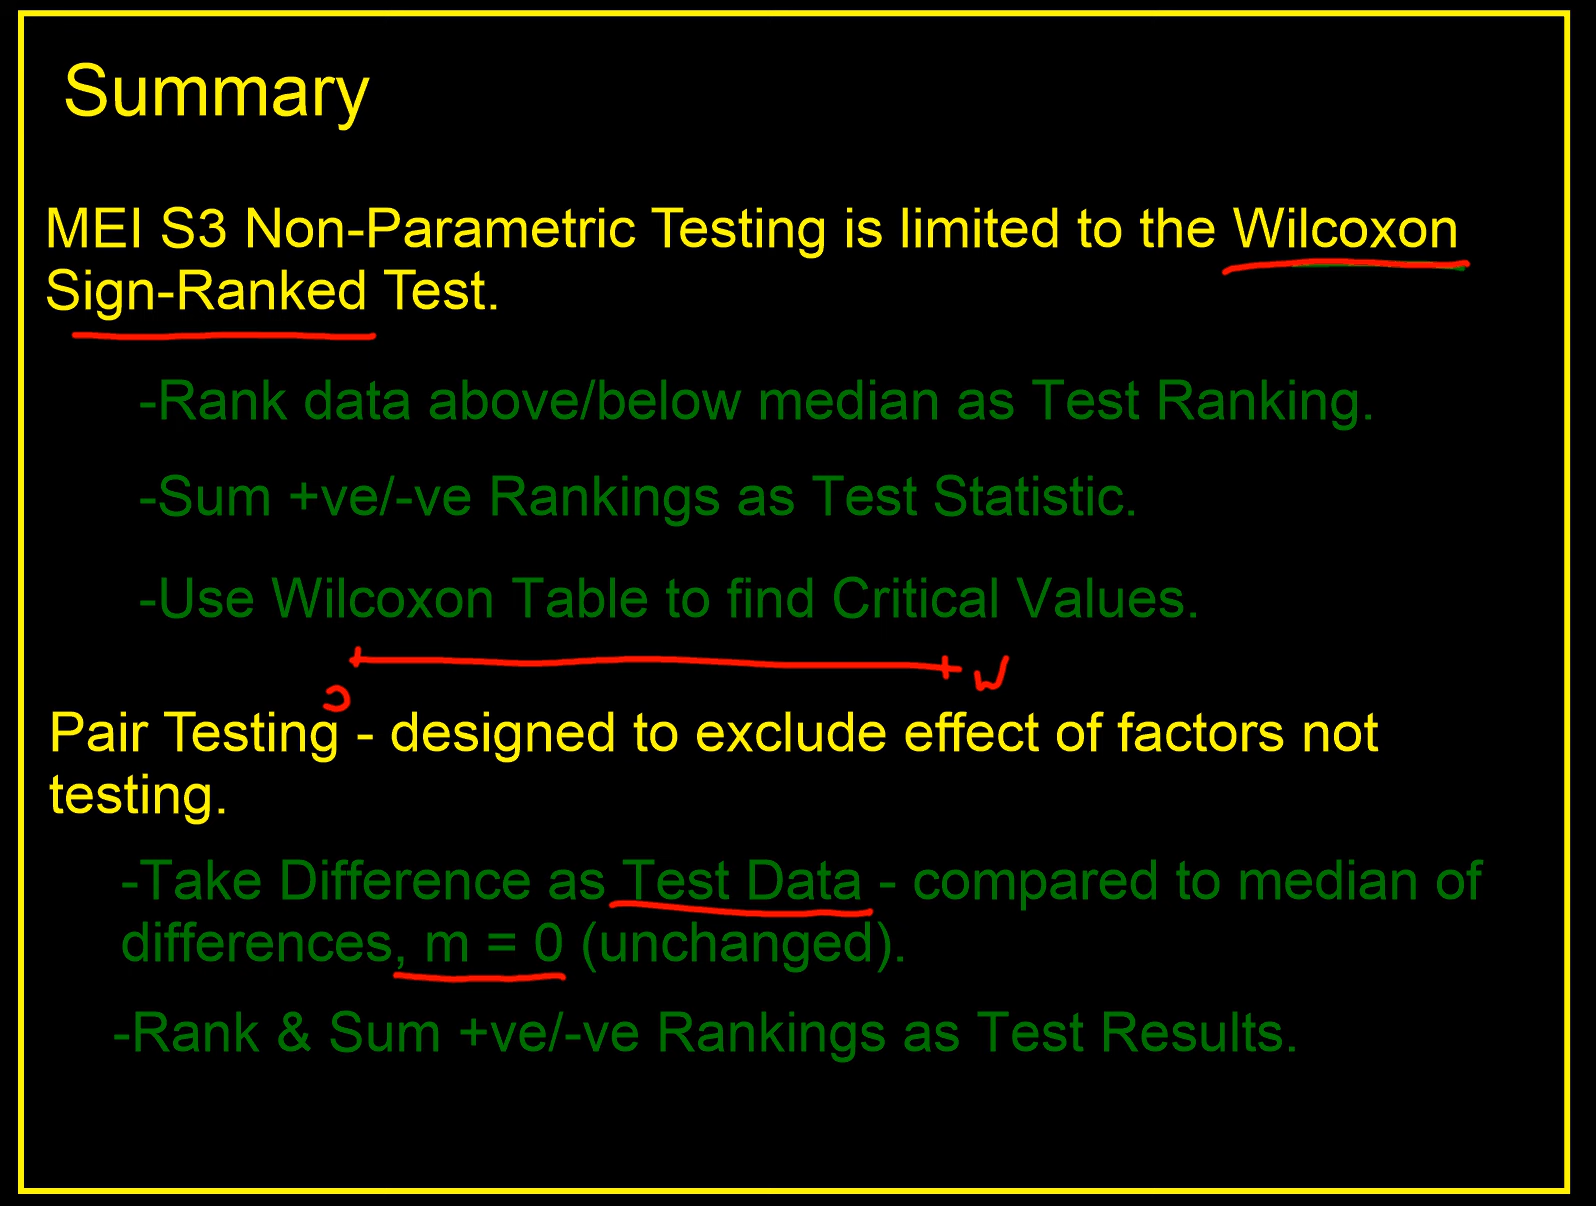 Summary
MEI S3 Non-Parametric Testing is limited to the Wilcoxon
Sign-Ranked Test.
-Rank data above/below median as Test Ranking.
-Sum +ve/-ve Rankings as Test Statistic.
-Use Wilcoxon Table to find Critical Values.
W
Pair Testing - designed to exclude effect of factors not
testing.
-Take Difference as Test Data - compared to median of
differences, m = 0 (unchanged).
-Rank & Sum +ve/-ve Rankings as Test Results.